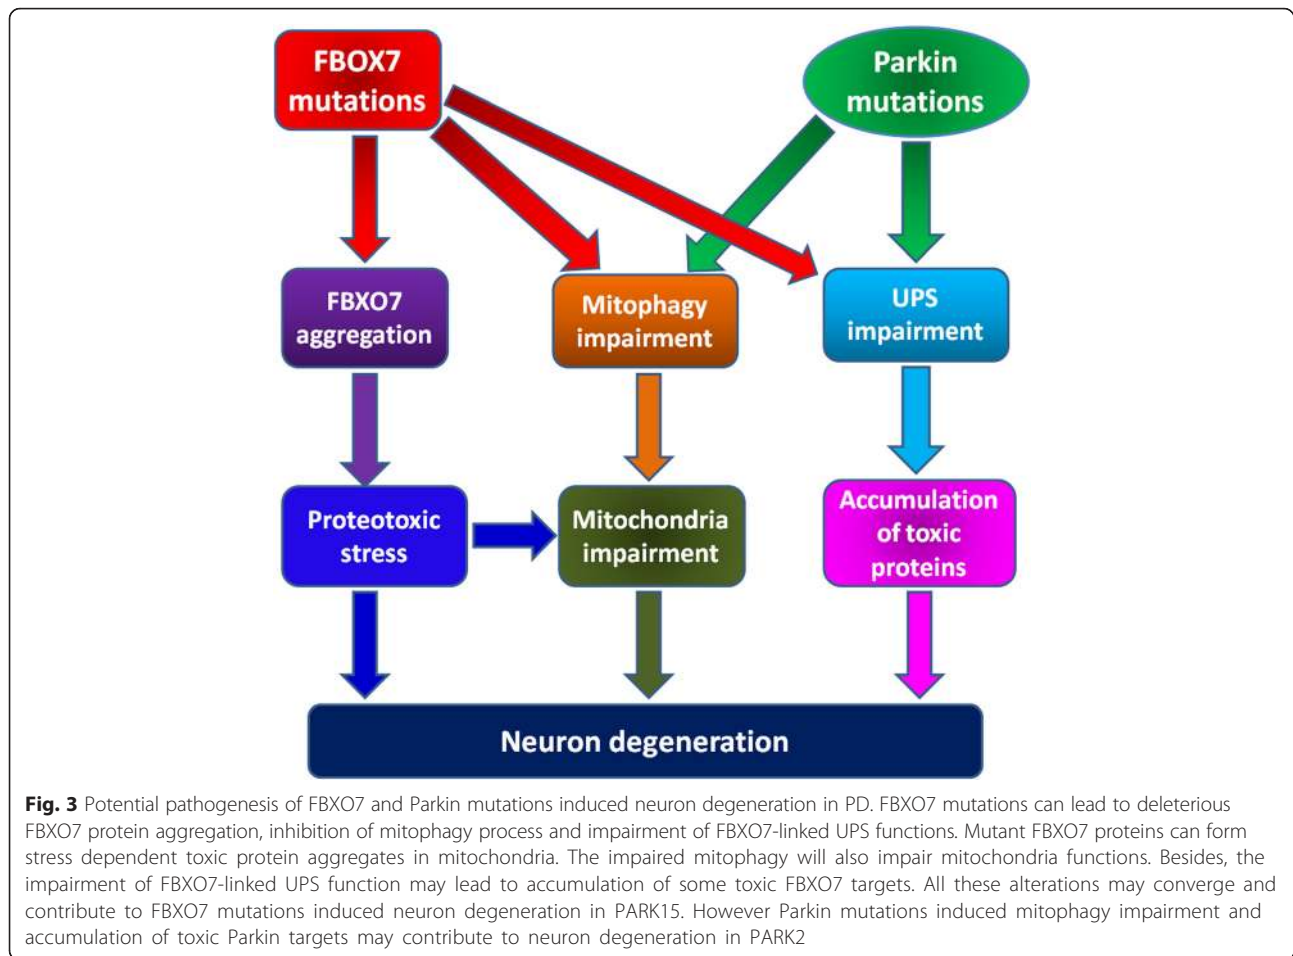 FBOX7
mutations
Parkin
mutations
FBXO7
aggregation
Mitophagy
impairment
UPS
impairment
Proteotoxic
stress
Mitochondria
impairment
Accumulation
of toxic
proteins
Neuron degeneration
Fig. 3 Potential pathogenesis of FBXO7 and Parkin mutations induced neuron degeneration in PD. FBXO7 mutations can lead to deleterious
FBXO7 protein aggregation, inhibition of mitophagy process and impairment of FBXO7-linked UPS functions. Mutant FBXO7 proteins can form
stress dependent toxic protein aggregates in mitochondria. The impaired mitophagy will also impair mitochondria functions. Besides, the
impairment of FBXO7-linked UPS function may lead to accumulation of some toxic FBXO7 targets. All these alterations may converge and
contribute to FBXO7 mutations induced neuron degeneration in PARK15. However Parkin mutations induced mitophagy impairment and
accumulation of toxic Parkin targets may contribute to neuron degeneration in PARK2